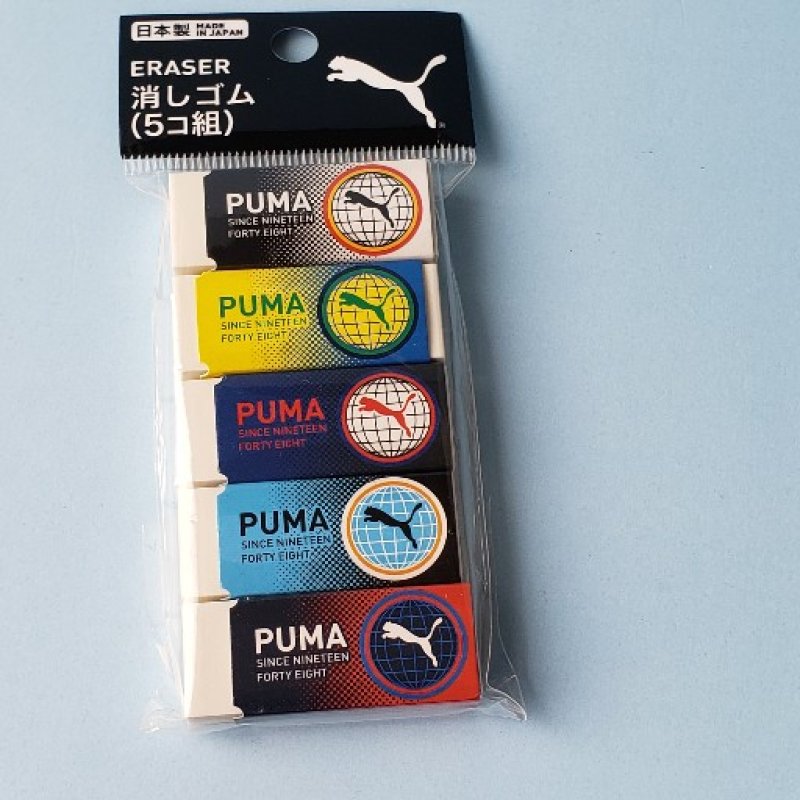 日本製 MADE IN JAPAN
ERASER
消しゴム
(5コ組)
PUMA
SINCE NINETEEN
FORTY EIGHT
PUMA
SINCE NINETEEN
FORTY EIGHT
PUMA
SINCE NINETEEN
FORTY EIGHT
PUMA
SINCE NINETEEN
FORTY EIGHT
PUMA
SINCE NINETEEN
FORTY EIGHT